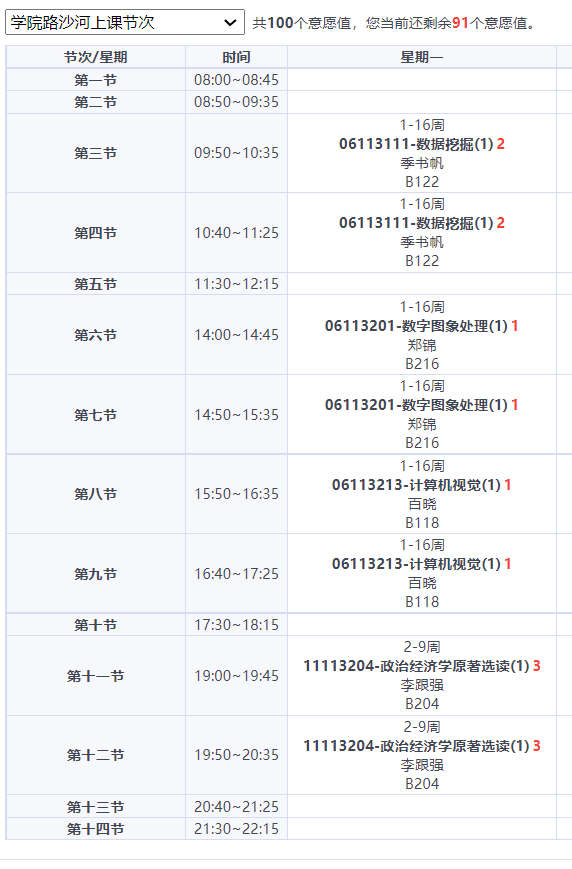 学院路沙河上课节次 共100个意愿值，您当前还剩余91个意愿值。
节次/星期 时间 星期一
第一节 08:00~08:45
第二节 08:50~09:35
1-16周
06113111-数据挖掘(1) 2
第三节 09:50~10:35
季书帆
B122
1-16周
06113111-数据挖掘(1) 2
第四节 10:40~11:25
季书帆
B122
第五节 11:30~12:15
1-16周
06113201-数字图象处理(1) 1
第六节 14:00~14:45
郑锦
B216
1-16周
06113201-数字图象处理(1) 1
第七节 14:50~15:35
郑锦
B216
1-16周
06113213-计算机视觉(1) 1
第八节 15:50~16:35
百晓
B118
1-16周
06113213-计算机视觉(1) 1
第九节 16:40~17:25
百晓
B118
第十节 17:30~18:15
2-9周
11113204-政治经济学原著选读(1) 3
第十一节 19:00~19:45
李跟强
B204
2-9周
11113204-政治经济学原著选读(1) 3
第十二节 19:50~20:35
李跟强
B204
第十三节 20:40~21:25
第十四节 21:30~22:15